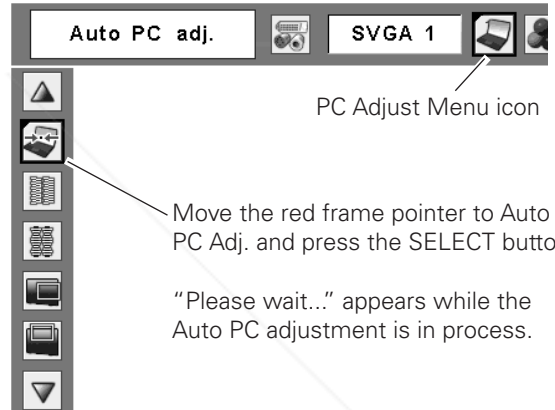 Auto PC adj.
SVGA 1
PC Adjust Menu icon
Move the red frame pointer to Auto
PC Adj. and press the SELECT butto
“Please wait...” appears while the
Auto PC adjustment is in process.